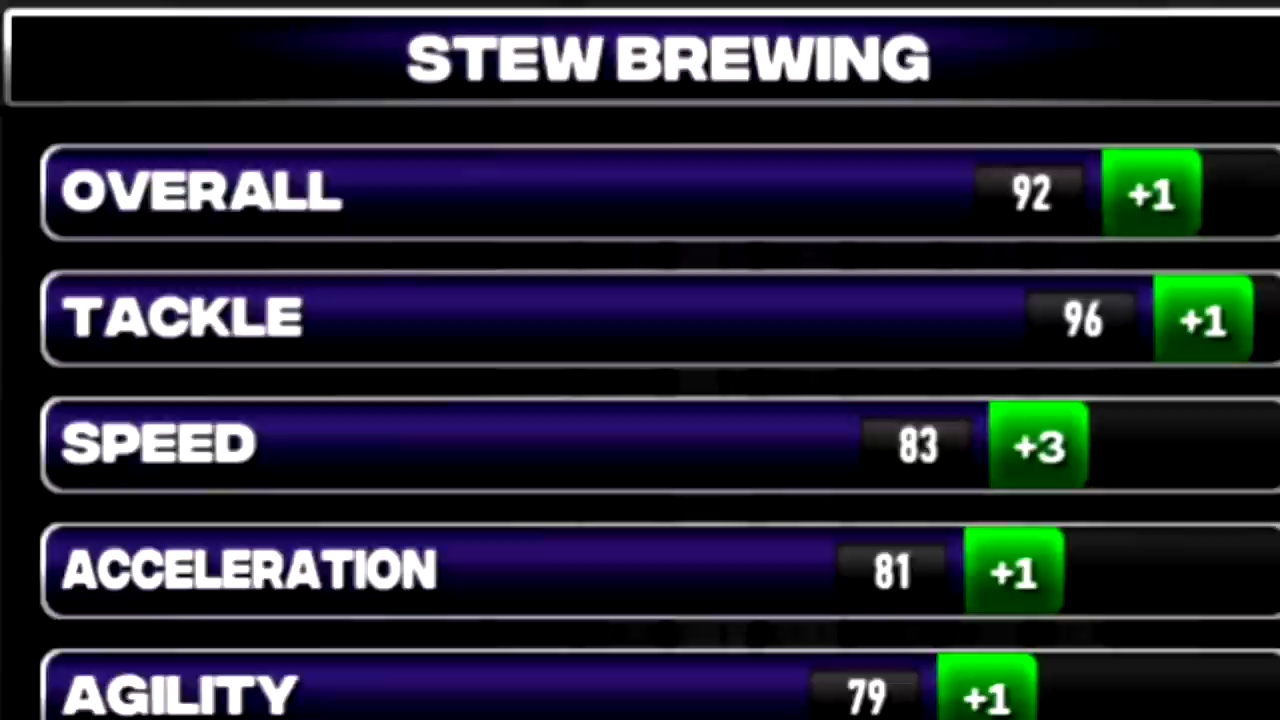 STEW BREWING
OVERALL 92 +1
TACKLE 96 +1
SPEED 83 +3
ACCELERATION 81 +1
AGILITY 79 +1